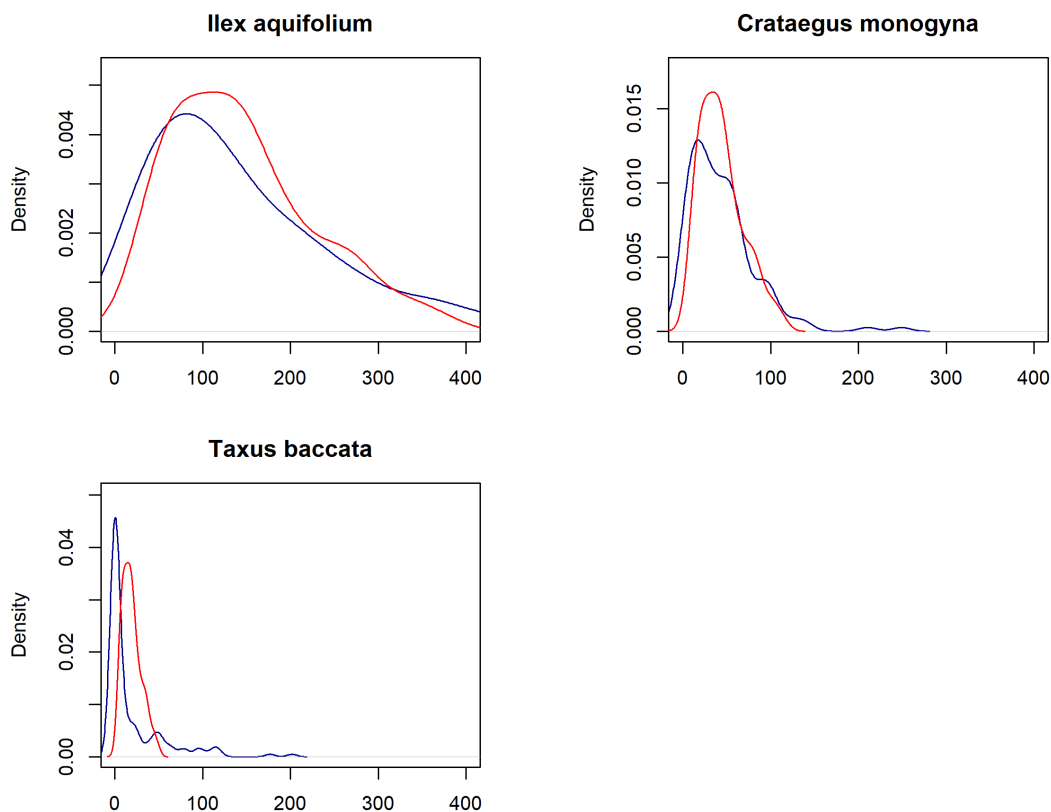 Ilex aquifolium
Density
0.000
0.002
0.004
0 100 200 300 400
Crataegus monogyna
Density
0.000
0.005
0.010
0.015
0 100 200 300 400
Taxus baccata
Density
0.00
0.02
0.04
0 100 200 300 400